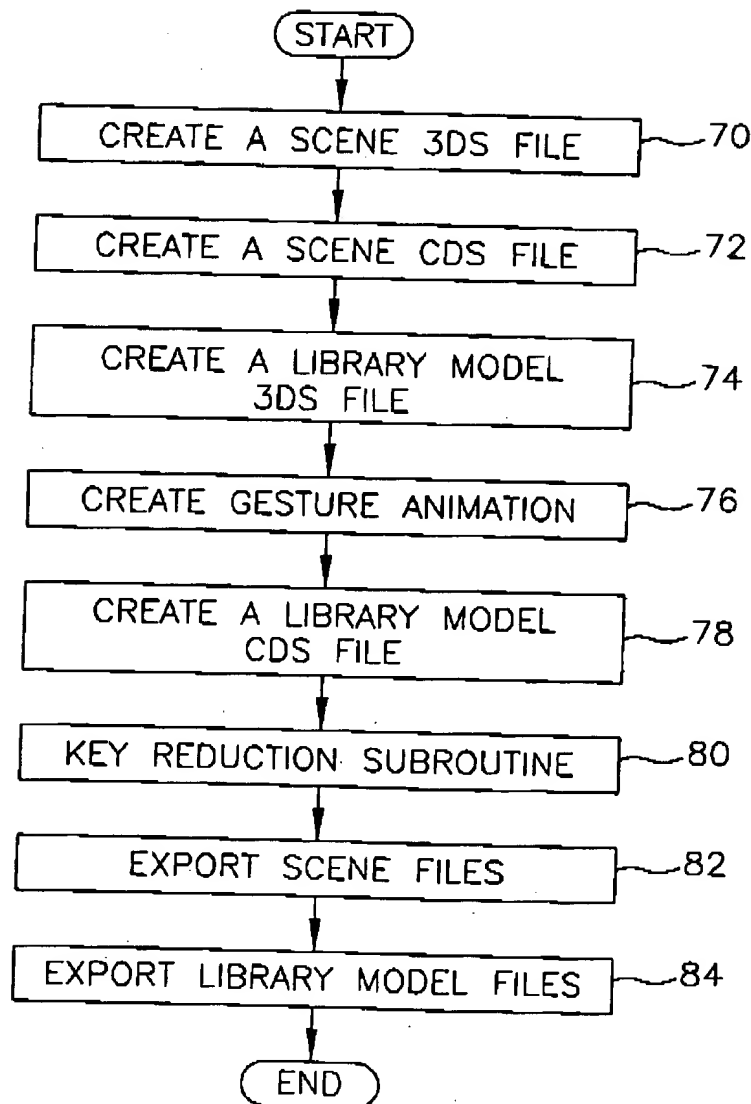 START
CREATE A SCENE 3DS FILE
70
CREATE A SCENE CDS FILE
72
CREATE A LIBRARY MODEL
3DS FILE
74
CREATE GESTURE ANIMATION
76
CREATE A LIBRARY MODEL
CDS FILE
78
KEY REDUCTION SUBROUTINE
80
EXPORT SCENE FILES
82
EXPORT LIBRARY MODEL FILES
84
END